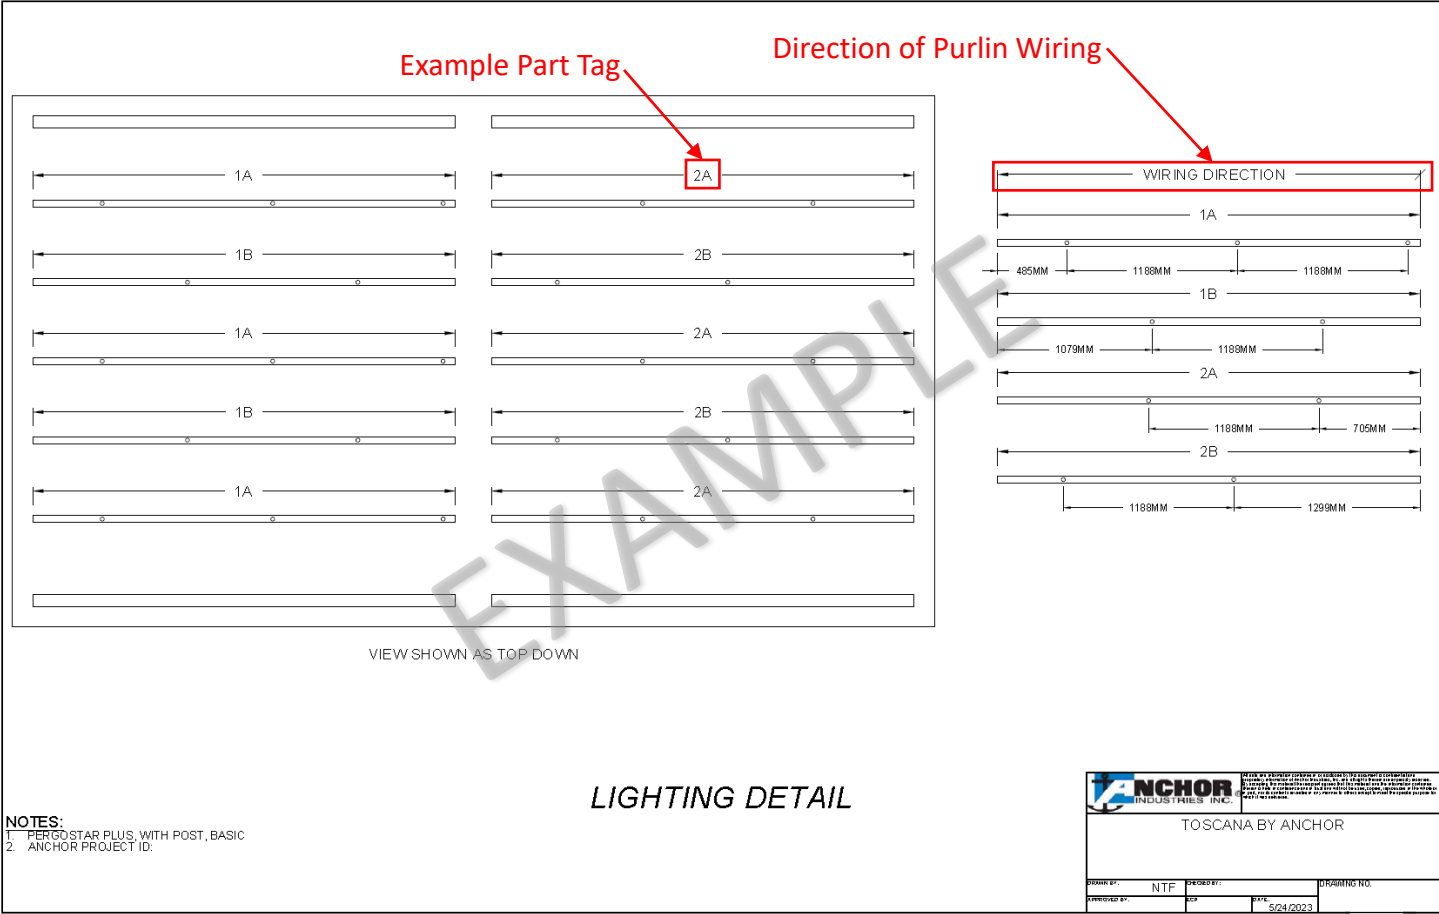 Example Part Tag
Direction of Purlin Wiring
1A
2A
WIRING DIRECTION
1A
485MM 1188MM 1188MM
1B
2B
1B
1079MM 1188MM
1A
2A
2A
1188MM 705MM
1B
2B
2B
1188MM 1299MM
1A
2A
EXAMPLE
VIEW SHOWN AS TOP DOWN
LIGHTING DETAIL
NOTES:
1. PERGOSTAR PLUS, WITH POST, BASIC
2. ANCHOR PROJECT ID:
ANCHOR
INDUSTRIES INC.
®
TOSCANA BY ANCHOR
DRAWN BY. NTF
CHECKED BY:
DRAWING NO.
APPROVED BY.
ECP
DATE. 5/24/2023